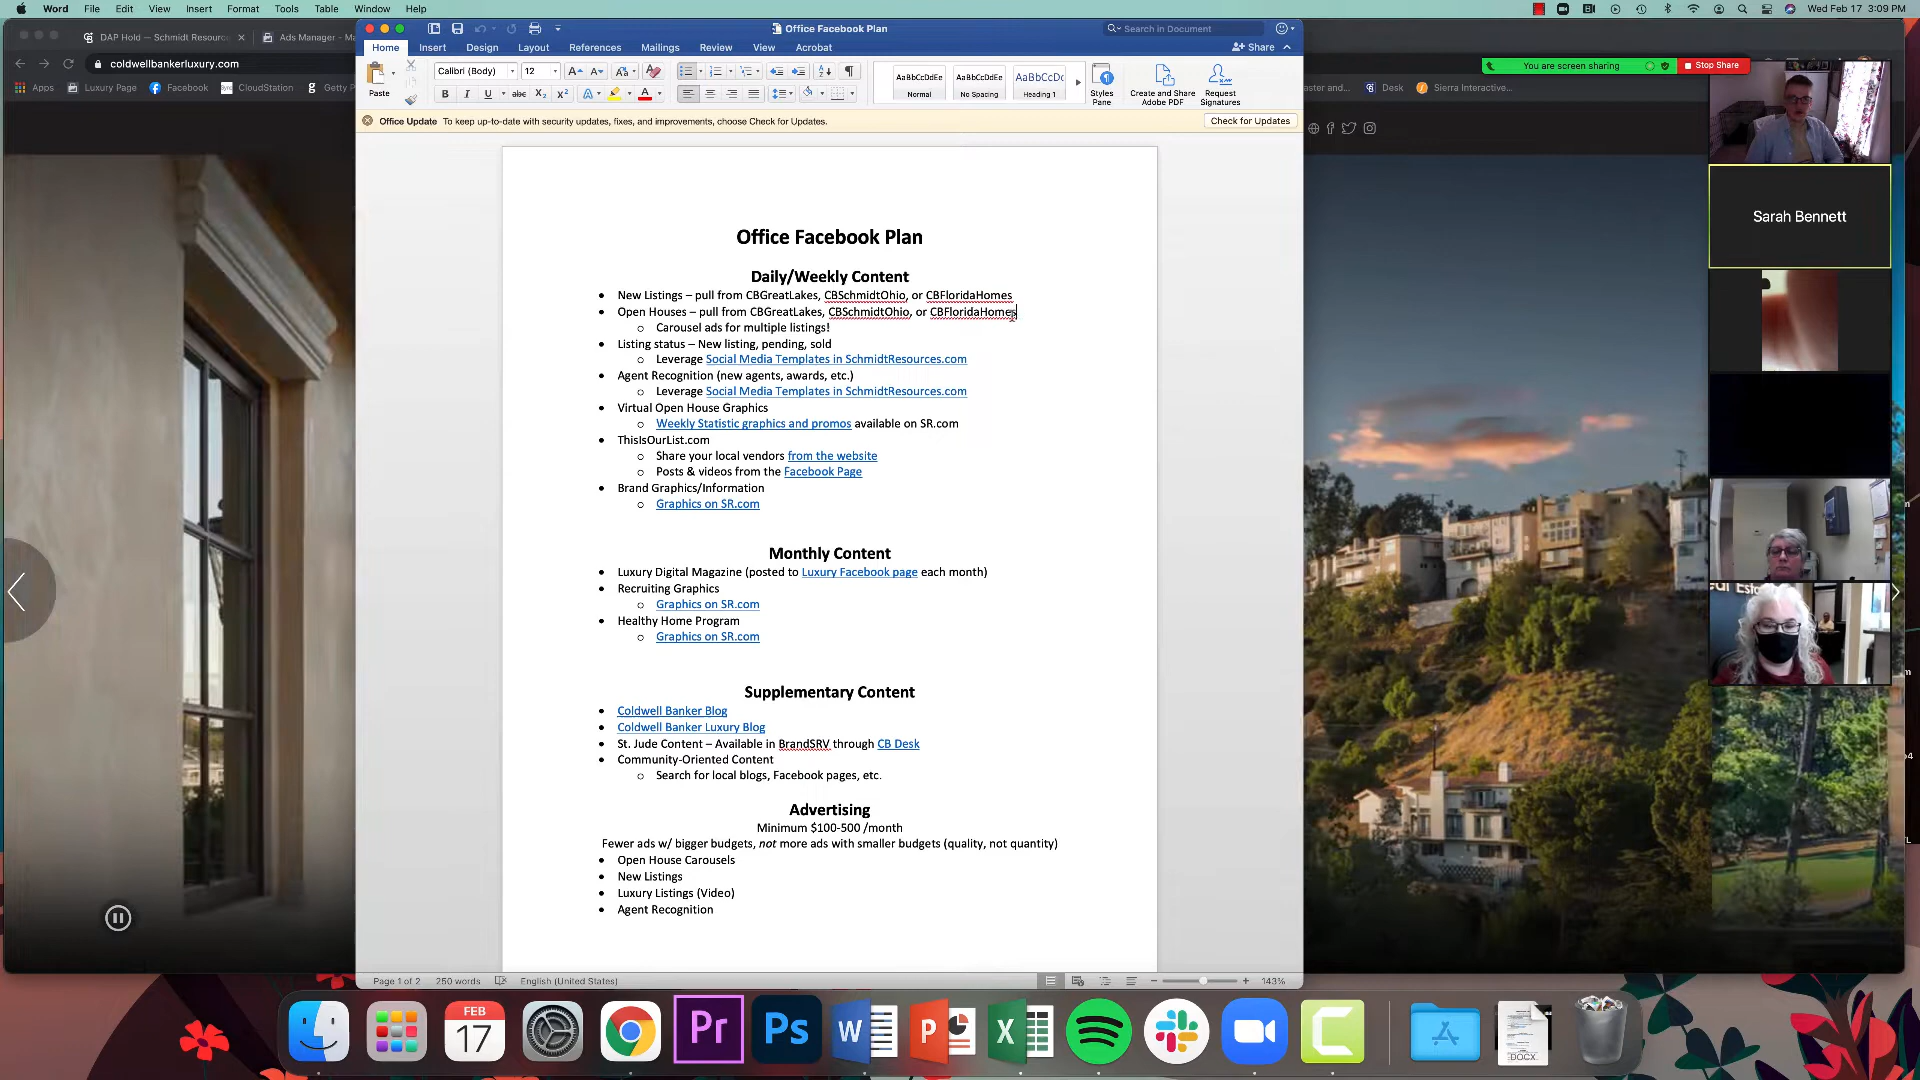 Word File Edit View Insert Format Tools Table Window Help
Wed Feb 17 3:09 PM
DAP Hold — Schmidt Resourc
Ads Manager - Ma
coldwellbankerluxury.com
Apps Luxury Page Facebook CloudStation Getty P
Office Facebook Plan
Search in Document
Home Insert Design Layout References Mailings Review View Acrobat
Share
Paste
Calibri (Body) 12
AaBbCcDdEe AaBbCcDdEe AaBbCcDc
Normal No Spacing Heading 1
Styles Pane
Create and Share Adobe PDF
Request Signatures
Office Update To keep up-to-date with security updates, fixes, and improvements, choose Check for Updates.
Check for Updates
You are screen sharing
Stop Share
aster and... Desk Sierra Interactive...
Sarah Bennett
Office Facebook Plan
Daily/Weekly Content
• New Listings – pull from CBGreatLakes, CBSchmidtOhio, or CBFloridaHomes
• Open Houses – pull from CBGreatLakes, CBSchmidtOhio, or CBFloridaHomes
o Carousel ads for multiple listings!
• Listing status – New listing, pending, sold
o Leverage Social Media Templates in SchmidtResources.com
• Agent Recognition (new agents, awards, etc.)
o Leverage Social Media Templates in SchmidtResources.com
• Virtual Open House Graphics
o Weekly Statistic graphics and promos available on SR.com
• ThisIsOurList.com
o Share your local vendors from the website
o Posts & videos from the Facebook Page
• Brand Graphics/Information
o Graphics on SR.com
Monthly Content
• Luxury Digital Magazine (posted to Luxury Facebook page each month)
• Recruiting Graphics
o Graphics on SR.com
• Healthy Home Program
o Graphics on SR.com
Supplementary Content
• Coldwell Banker Blog
• Coldwell Banker Luxury Blog
• St. Jude Content – Available in BrandSRV through CB Desk
• Community-Oriented Content
o Search for local blogs, Facebook pages, etc.
Advertising
Minimum $100-500 /month
Fewer ads w/ bigger budgets, not more ads with smaller budgets (quality, not quantity)
• Open House Carousels
• New Listings
• Luxury Listings (Video)
• Agent Recognition
Page 1 of 2 250 words English (United States)
143%
FEB
17
Pr
Ps
DOCX